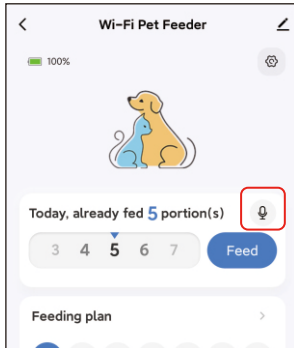 Wi-Fi Pet Feeder
100%
Today, already fed 5 portion(s)
3 4 5 6 7
Feed
Feeding plan